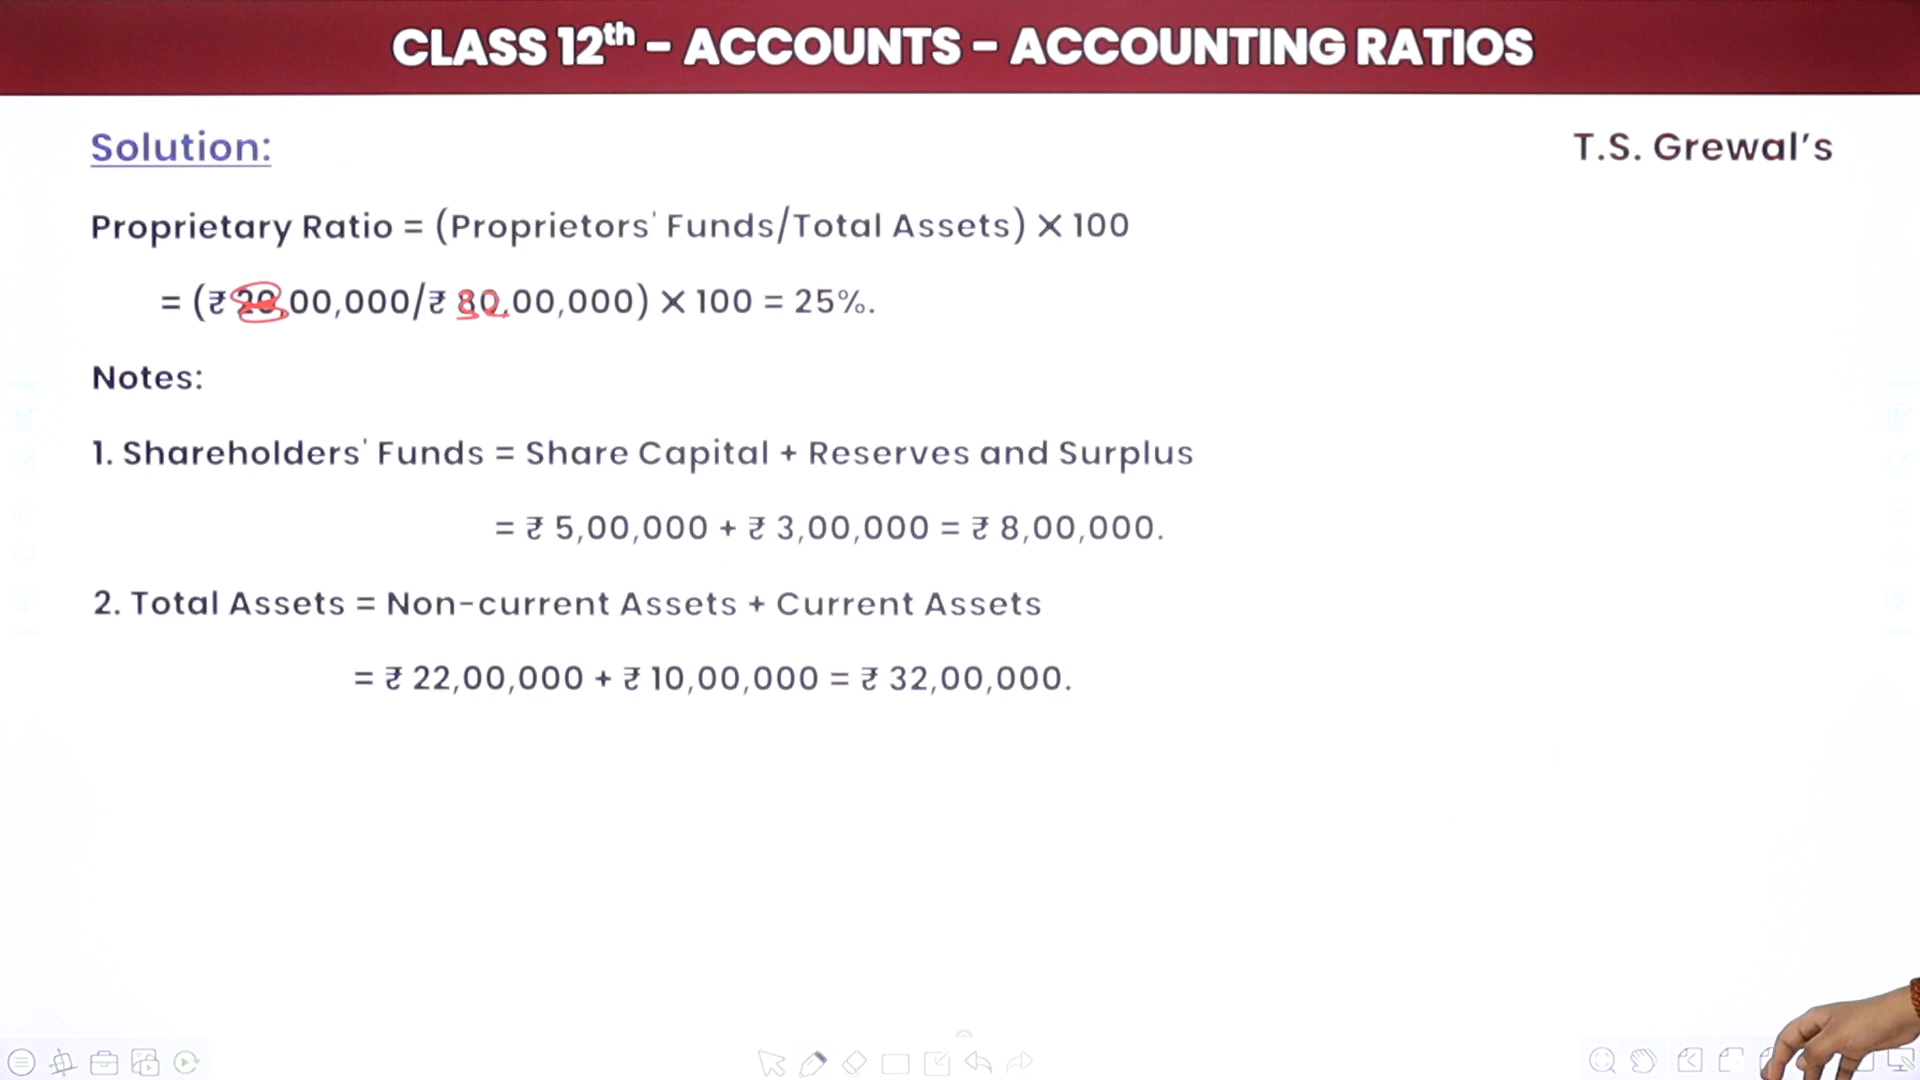 CLASS 12th – ACCOUNTS – ACCOUNTING RATIOS
Solution:
T.S. Grewal's
Proprietary Ratio = (Proprietors' Funds/Total Assets) × 100
= (₹ 20,00,000/₹ 80,00,000) × 100 = 25%.
Notes:
1. Shareholders' Funds = Share Capital + Reserves and Surplus
= ₹ 5,00,000 + ₹ 3,00,000 = ₹ 8,00,000.
2. Total Assets = Non-current Assets + Current Assets
= ₹ 22,00,000 + ₹ 10,00,000 = ₹ 32,00,000.